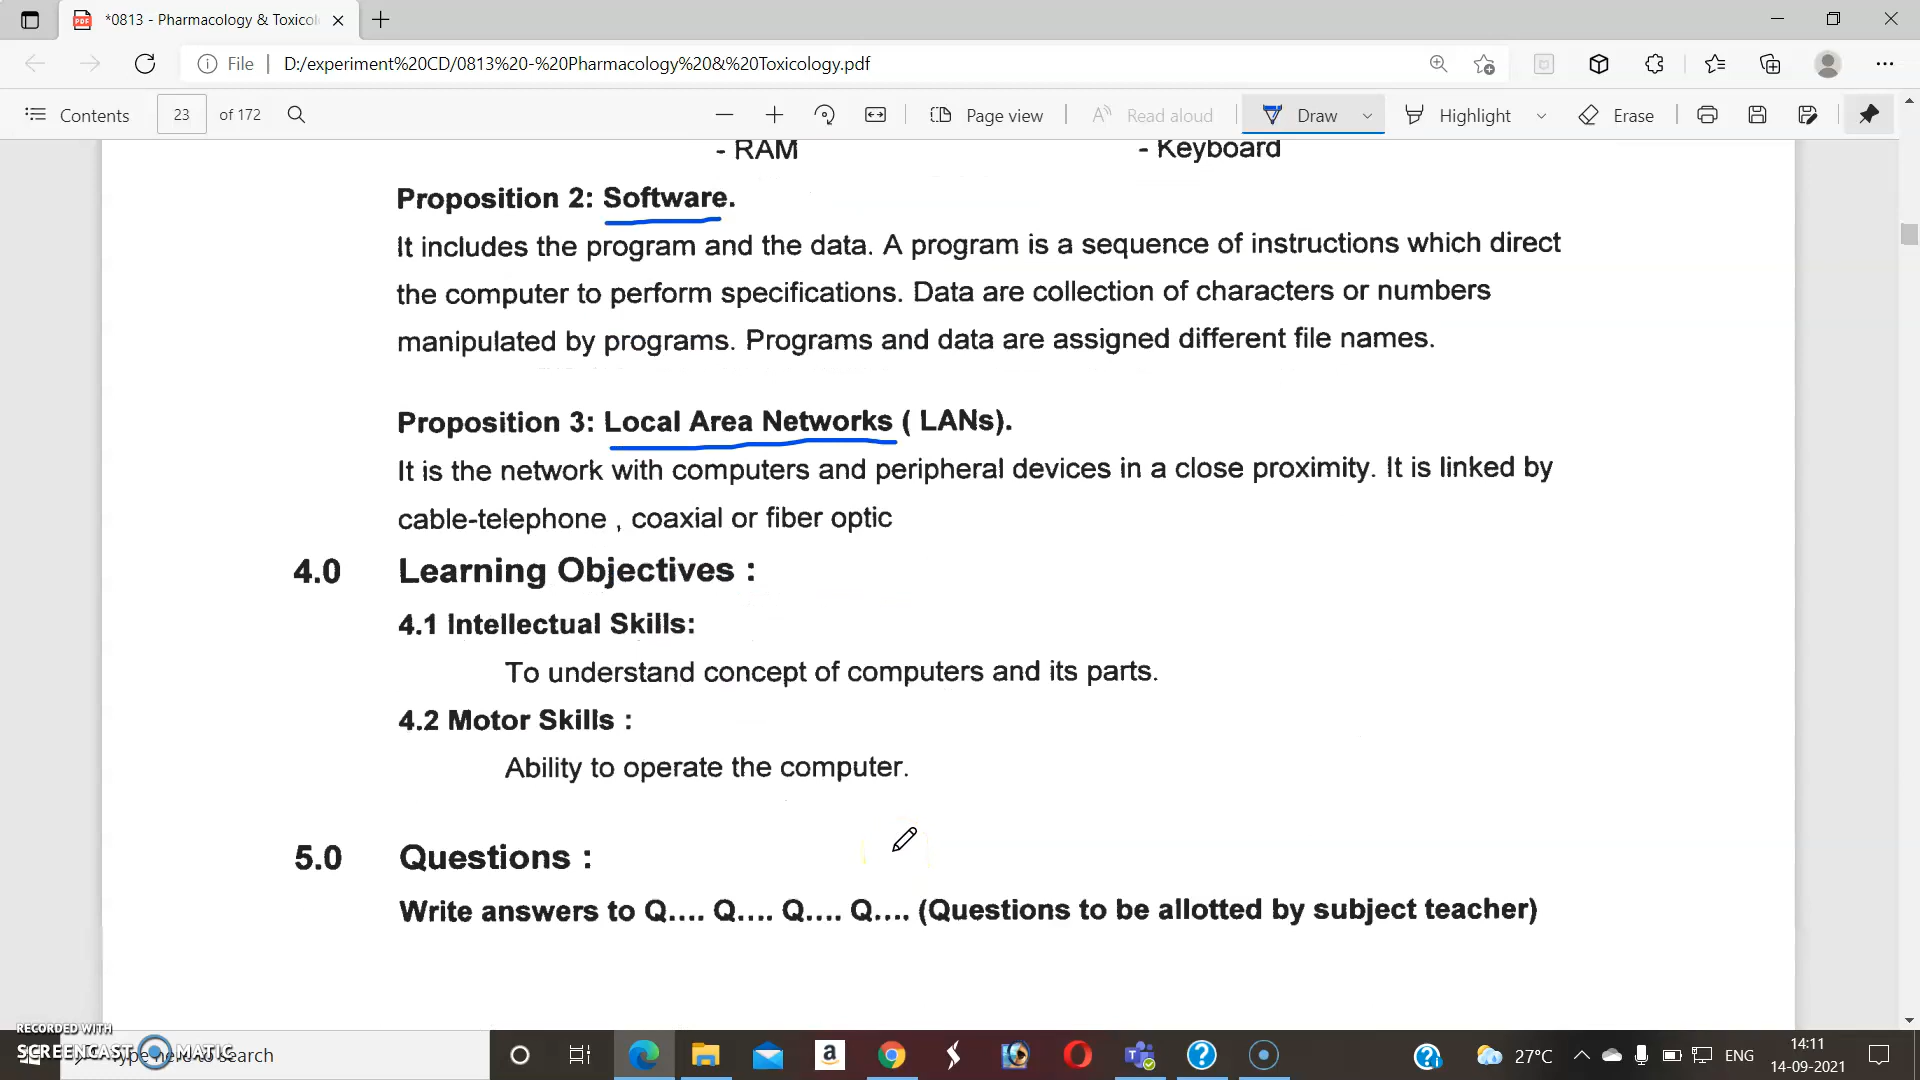 *0813 - Pharmacology & Toxicol
File
D:/experiment%20CD/0813%20-%20Pharmacology%20&%20Toxicology.pdf
Contents
23
of 172
Page view
Read aloud
Draw
Highlight
Erase
- RAM
- Keyboard
Proposition 2: Software.
It includes the program and the data. A program is a sequence of instructions which direct
the computer to perform specifications. Data are collection of characters or numbers
manipulated by programs. Programs and data are assigned different file names.
Proposition 3: Local Area Networks ( LANs).
It is the network with computers and peripheral devices in a close proximity. It is linked by
cable-telephone , coaxial or fiber optic
4.0 Learning Objectives :
4.1 Intellectual Skills:
To understand concept of computers and its parts.
4.2 Motor Skills :
Ability to operate the computer.
5.0 Questions :
Write answers to Q.... Q.... Q.... Q.... (Questions to be allotted by subject teacher)
RECORDED WITH
SCREENCAST MATIC
Type here to search
27°C
ENG
14:11
14-09-2021